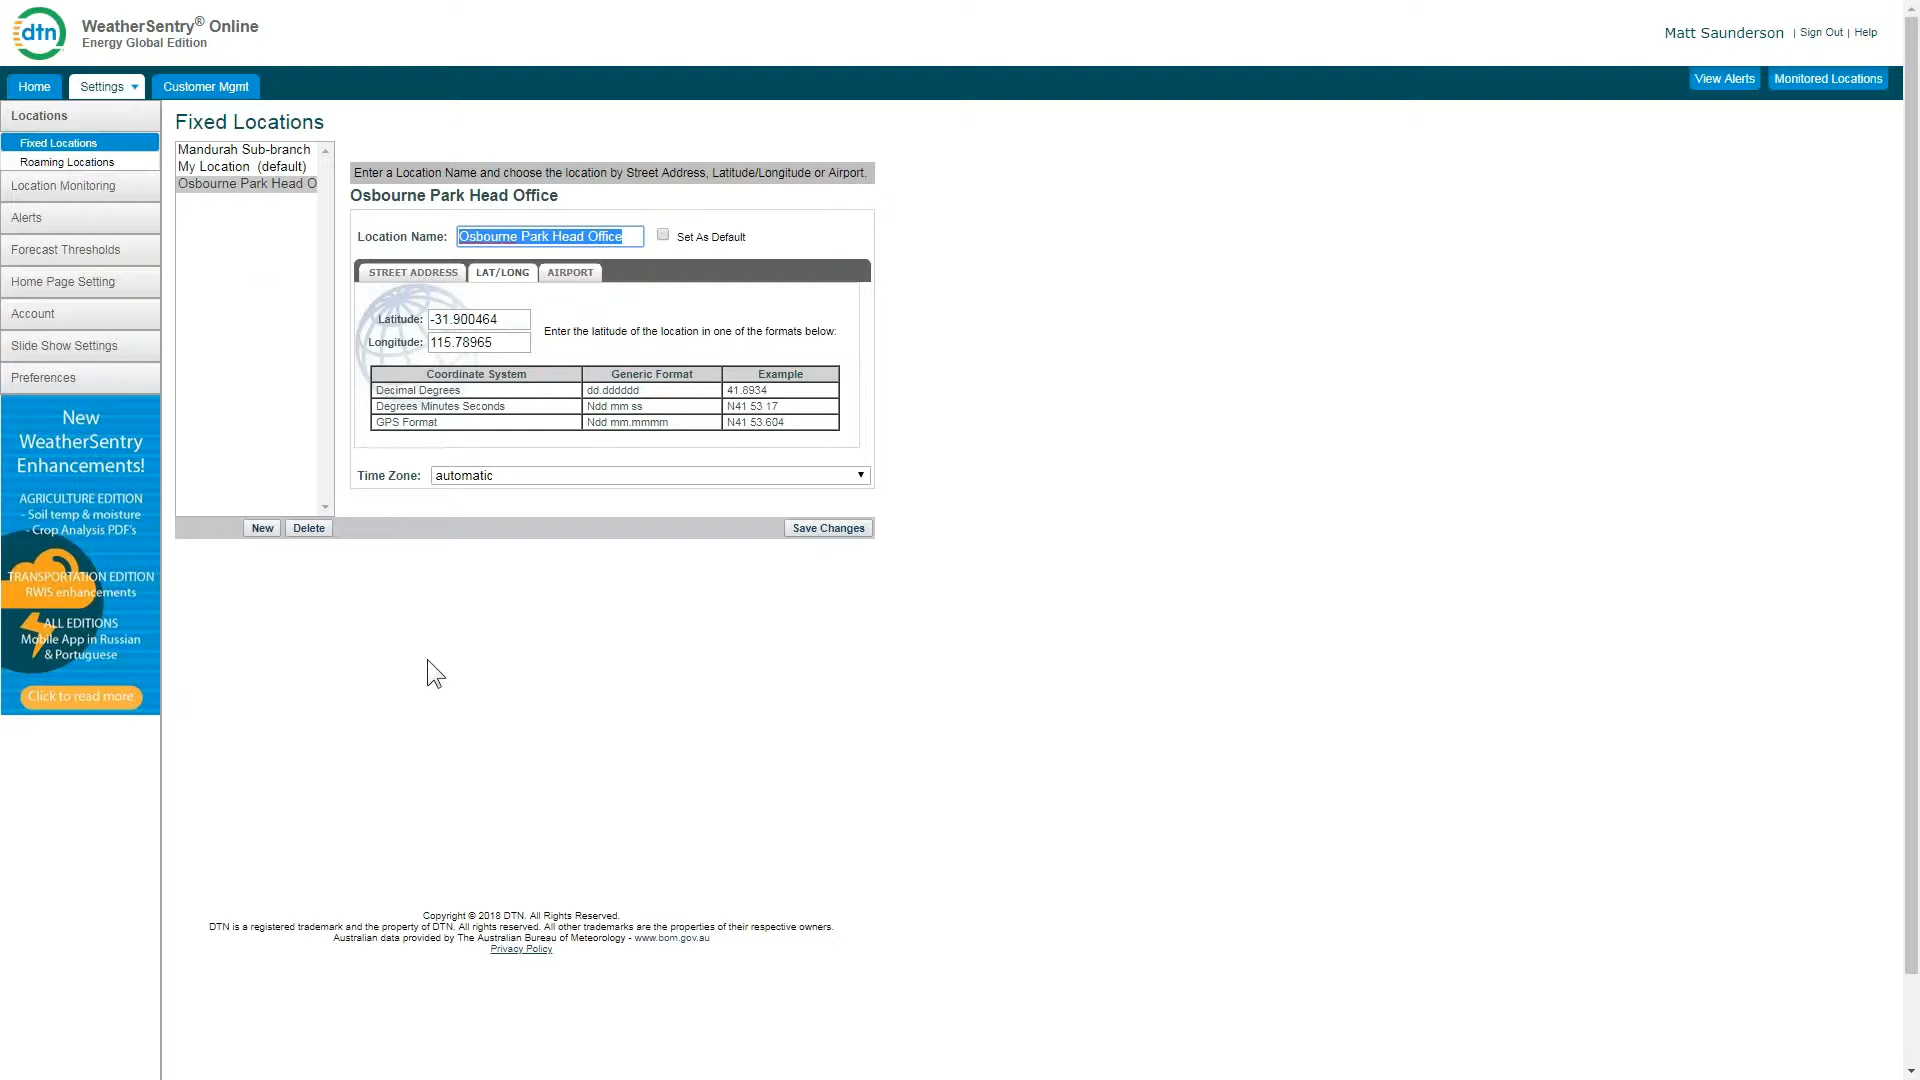 dtn
WeatherSentry® Online
Energy Global Edition
Matt Saunderson | Sign Out | Help
Home Settings Customer Mgmt
View Alerts Monitored Locations
Locations
Fixed Locations
Roaming Locations
Location Monitoring
Alerts
Forecast Thresholds
Home Page Setting
Account
Slide Show Settings
Preferences
New
WeatherSentry
Enhancements!
AGRICULTURE EDITION
- Soil temp & moisture
- Crop Analysis PDF's
TRANSPORTATION EDITION
RWIS enhancements
ALL EDITIONS
Mobile App in Russian
& Portuguese
Click to read more
Fixed Locations
Mandurah Sub-branch
My Location (default)
Osbourne Park Head O
New Delete
Enter a Location Name and choose the location by Street Address, Latitude/Longitude or Airport.
Osbourne Park Head Office
Location Name: Osbourne Park Head Office Set As Default
STREET ADDRESS LAT/LONG AIRPORT
Latitude: -31.900464
Longitude: 115.78965
Enter the latitude of the location in one of the formats below:
Coordinate System Generic Format Example
Decimal Degrees dd.dddddd 41.8934
Degrees Minutes Seconds Ndd mm ss N41 53 17
GPS Format Ndd mm.mmmm N41 53.604
Time Zone: automatic
Save Changes
Copyright © 2018 DTN. All Rights Reserved.
DTN is a registered trademark and the property of DTN. All rights reserved. All other trademarks are the properties of their respective owners.
Australian data provided by The Australian Bureau of Meteorology - www.bom.gov.au
Privacy Policy